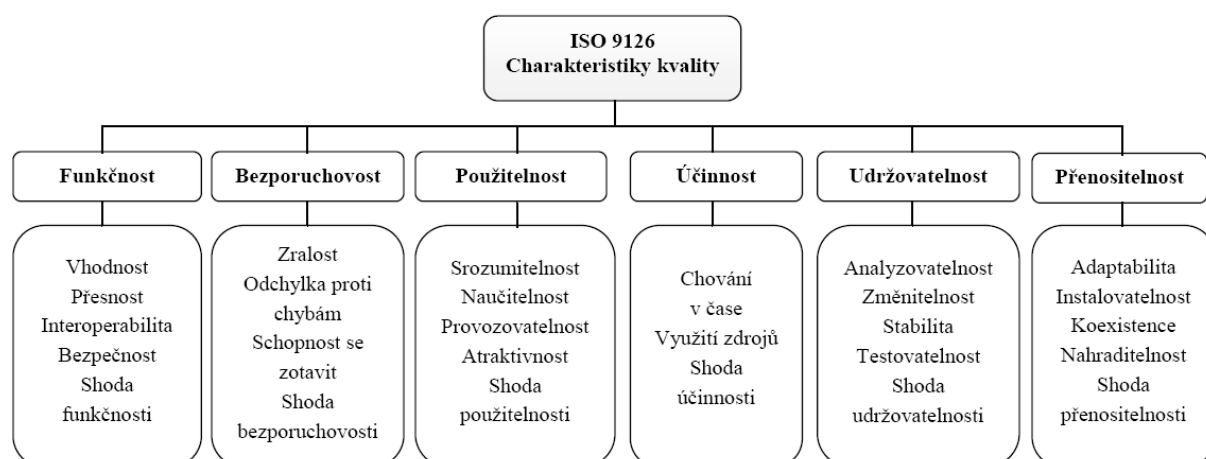 ISO 9126
Charakteristiky kvality
Funkčnost
Bezporuchovost
Použitelnost
Účinnost
Udržovatelnost
Přenositelnost
Vhodnost
Přesnost
Interoperabilita
Bezpečnost
Shoda
funkčnosti
Zralost
Odchylka proti
chybám
Schopnost se
zotavit
Shoda
bezporuchovosti
Srozumitelnost
Naučitelnost
Provozovatelnost
Atraktivnost
Shoda
použitelnosti
Chování
v čase
Využití zdrojů
Shoda
účinnosti
Analyzovatelnost
Změnitelnost
Stabilita
Testovatelnost
Shoda
udržovatelnosti
Adaptabilita
Instalovatelnost
Koexistence
Nahraditelnost
Shoda
přenositelnosti